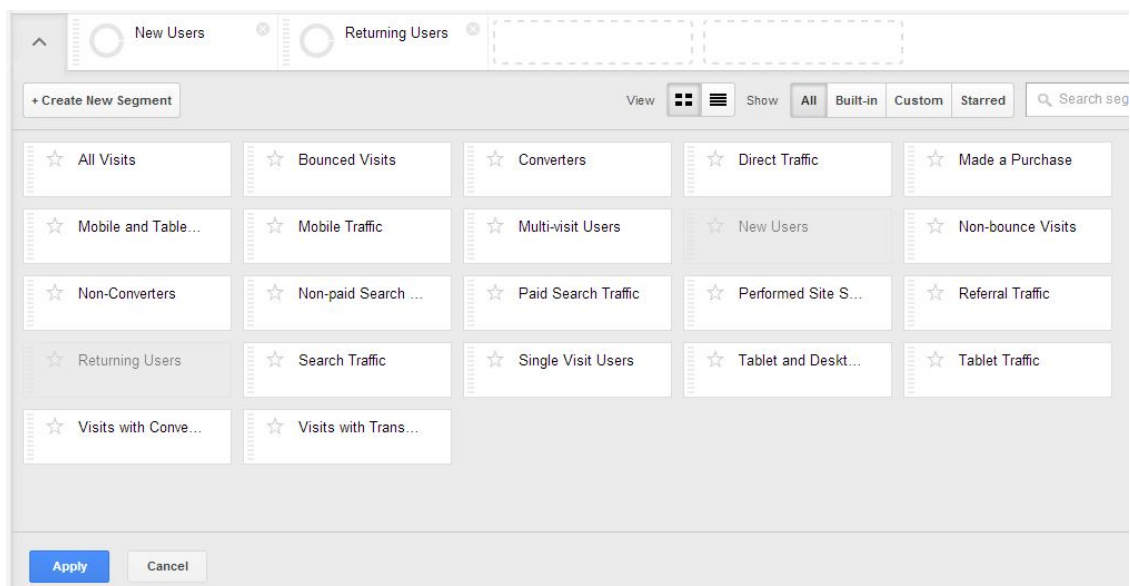 New Users Returning Users
+ Create New Segment View Show All Built-in Custom Starred Search seg
All Visits Bounced Visits Converters Direct Traffic Made a Purchase
Mobile and Table... Mobile Traffic Multi-visit Users New Users Non-bounce Visits
Non-Converters Non-paid Search ... Paid Search Traffic Performed Site S... Referral Traffic
Returning Users Search Traffic Single Visit Users Tablet and Deskt... Tablet Traffic
Visits with Conve... Visits with Trans...
Apply Cancel